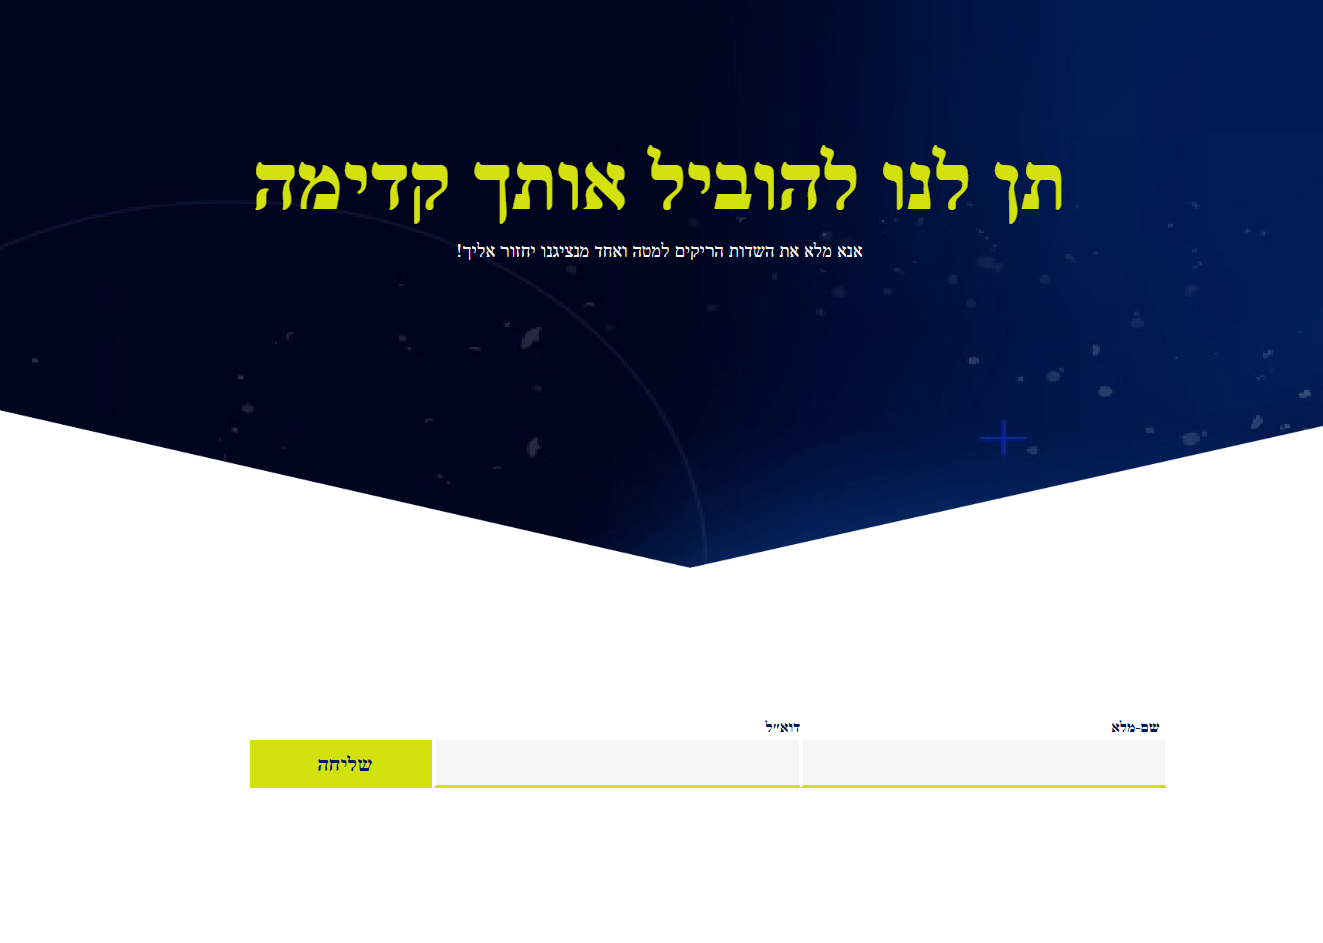 תן לנו להוביל אותך קדימה
אנא מלא את השדות הריקים למטה ואחד מנציגנו יחזור אליך!
שם-מלא
דוא״ל
שליחה